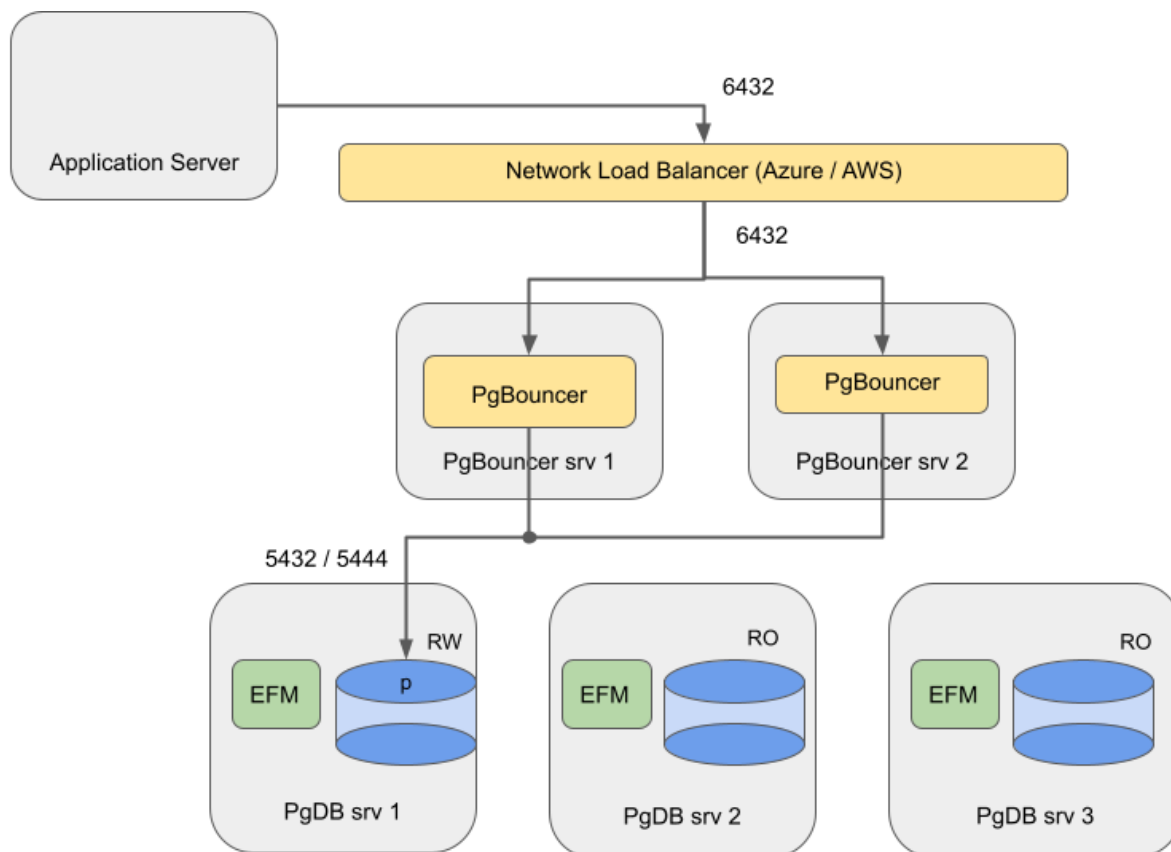 6432
Application Server
Network Load Balancer (Azure / AWS)
6432
PgBouncer
PgBouncer
PgBouncer srv 1
PgBouncer srv 2
5432 / 5444
RW
RO
RO
p
EFM
EFM
EFM
PgDB srv 1
PgDB srv 2
PgDB srv 3